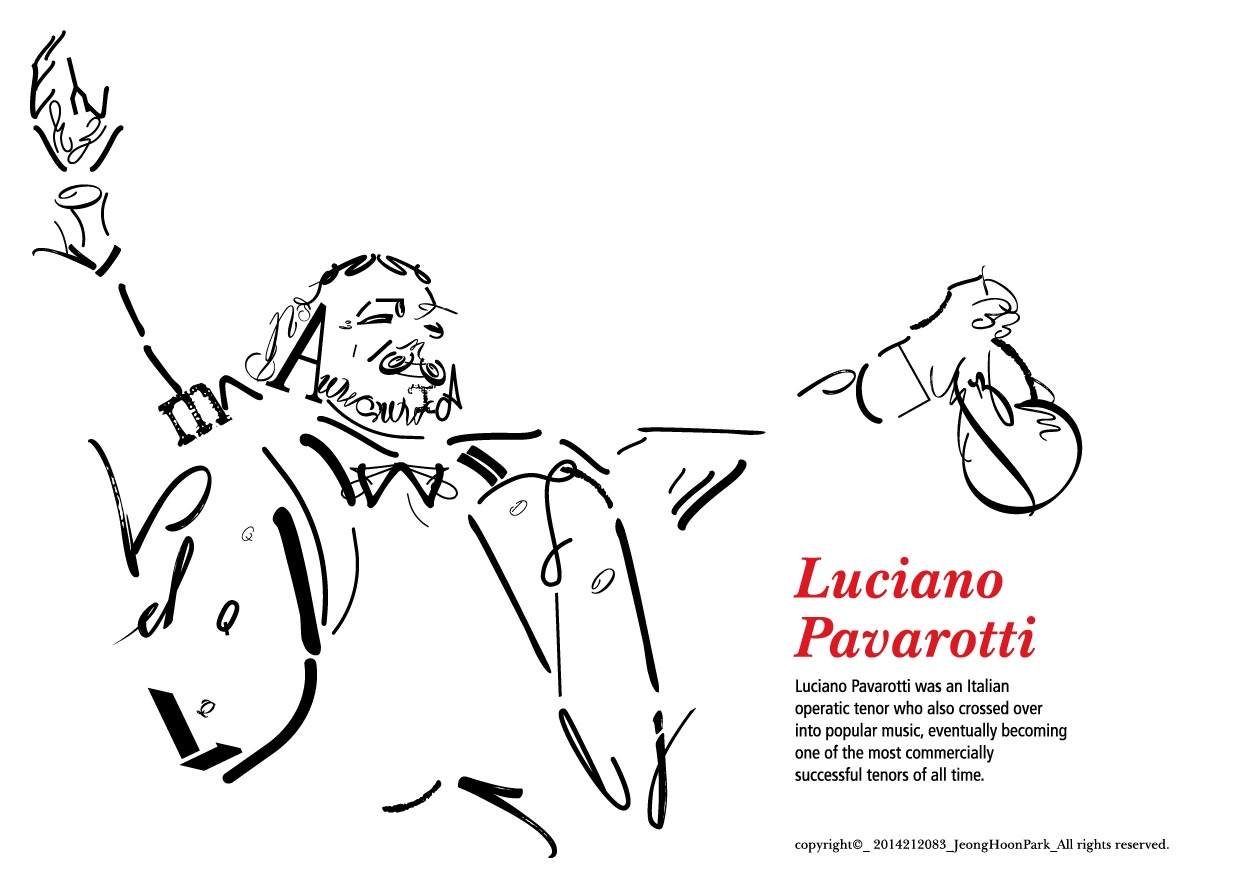 Luciano
Pavarotti
Luciano Pavarotti was an Italian
operatic tenor who also crossed over
into popular music, eventually becoming
one of the most commercially
successful tenors of all time.
copyright©_ 2014212083_JeongHoonPark_All rights reserved.